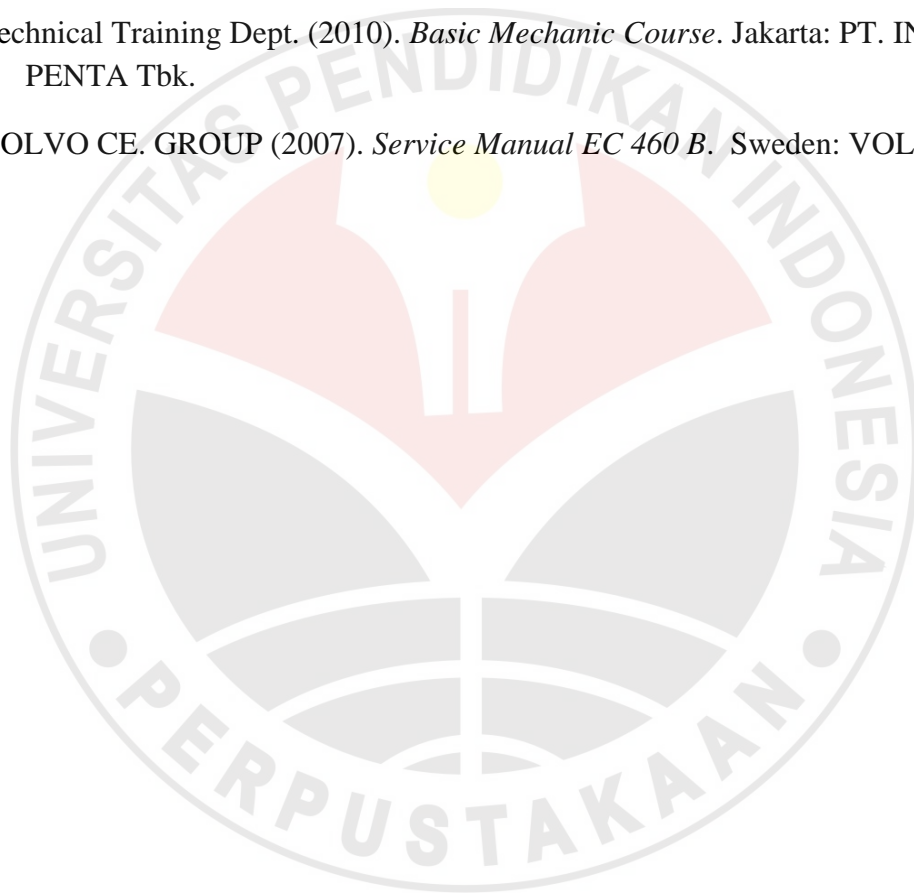 echnical Training Dept. (2010). Basic Mechanic Course. Jakarta: PT. IN
PENTA Tbk.
OLVO CE. GROUP (2007). Service Manual EC 460 B. Sweden: VOL
UNIVERSITAS PENDIDIKAN INDONESIA
PERPUSTAKAAN